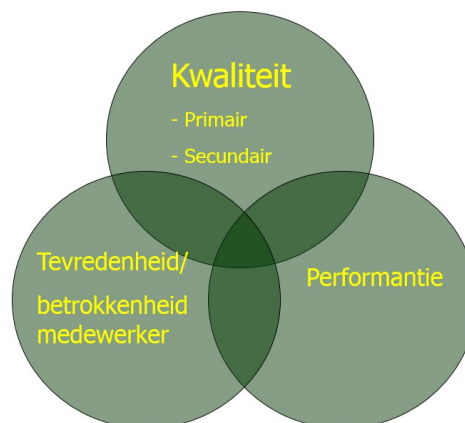 Kwaliteit
- Primair
- Secundair
Tevredenheid/
betrokkenheid
medewerker
Performantie